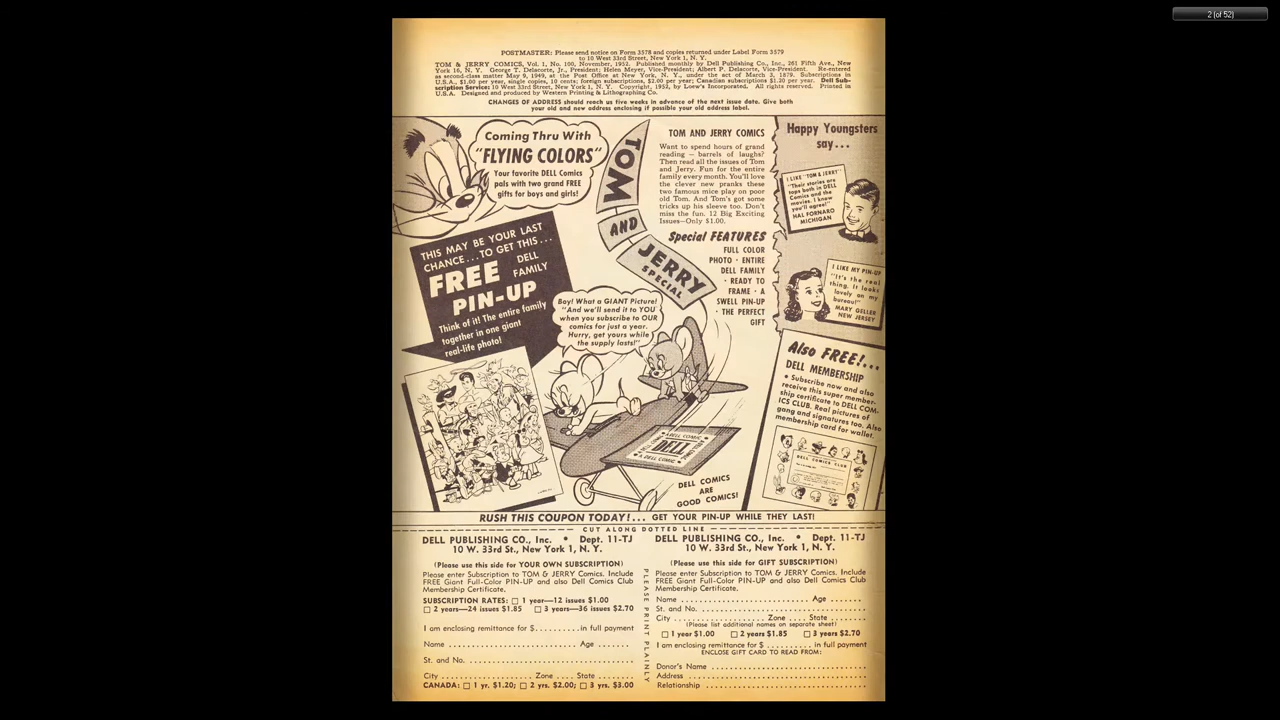 2 (of 52)
POSTMASTER: Please send notice on Form 3578 and copies returned under Label Form 3579
to 10 West 33rd Street, New York 1, N. Y.
TOM & JERRY COMICS, Vol. 1, No. 100, November, 1952. Published monthly by Dell Publishing Co., Inc., 261 Fifth Ave., New
York 16, N. Y. George T. Delacorte, Jr., President; Helen Meyer, Vice-President; Albert P. Delacorte, Vice-President. Re-entered
as second-class matter May 9, 1949, at the Post Office at New York, N. Y., under the act of March 3, 1879. Subscriptions in
U.S.A., $1.00 per year, single copies, 10 cents; foreign subscriptions, $2.00 per year; Canadian subscriptions $1.20 per year. Dell Sub-
scription Service: 10 West 33rd Street, New York 1, N. Y. Copyright, 1952, by Loew's Incorporated. All rights reserved. Printed in
U.S.A. Designed and produced by Western Printing & Lithographing Co.
CHANGES OF ADDRESS should reach us five weeks in advance of the next issue date. Give both
your old and new address enclosing if possible your old address label.
Coming Thru With
"FLYING COLORS"
Your favorite DELL Comics
pals with two grand FREE
gifts for boys and girls!
TOM
AND
JERRY
SPECIAL
TOM AND JERRY COMICS
Want to spend hours of grand
reading — barrels of laughs?
Then read all the issues of Tom
and Jerry. Fun for the entire
family every month. You'll love
the clever new pranks these
two famous mice play on poor
old Tom. And Tom's got some
tricks up his sleeve too. Don't
miss the fun. 12 Big Exciting
Issues—Only $1.00.
Special FEATURES
FULL COLOR
PHOTO · ENTIRE
DELL FAMILY
· READY TO
FRAME · A
SWELL PIN-UP
· THE PERFECT
GIFT
Happy Youngsters
say...
I LIKE "TOM & JERRY"
"Their stories are
tops both in DELL
Comics and the
movies. I know
you'll agree!"
HAL FORNARO
MICHIGAN
I LIKE MY PIN-UP
"It's the real
thing. It looks
lovely on my
bureau!"
MARY GELLER
NEW JERSEY
THIS MAY BE YOUR LAST
CHANCE...TO GET THIS...
FREE DELL
FAMILY
PIN-UP
Think of it! The entire family
together in one giant
real-life photo!
Boy! What a GIANT Picture!
"And we'll send it to YOU
when you subscribe to OUR
comics for just a year.
Hurry, get yours while
the supply lasts!"
Also FREE!...
DELL MEMBERSHIP
• Subscribe now and also
receive this super member-
ship certificate to DELL COM-
ICS CLUB. Real pictures of
gang and signatures too. Also
membership card for wallet.
DELL COMICS CLUB
A DELL COMIC
DELL
A DELL COMIC
DELL COMICS
ARE
GOOD COMICS!
RUSH THIS COUPON TODAY!... GET YOUR PIN-UP WHILE THEY LAST!
CUT ALONG DOTTED LINE
DELL PUBLISHING CO., Inc. • Dept. 11-TJ
10 W. 33rd St., New York 1, N. Y.
(Please use this side for YOUR OWN SUBSCRIPTION)
Please enter Subscription to TOM & JERRY Comics. Include
FREE Giant Full-Color PIN-UP and also Dell Comics Club
Membership Certificate.
SUBSCRIPTION RATES: □ 1 year—12 issues $1.00
□ 2 years—24 issues $1.85 □ 3 years—36 issues $2.70
I am enclosing remittance for $.........in full payment
Name ........................ Age .......
St. and No. ........................
City .................... Zone .... State .........
CANADA: □ 1 yr. $1.20; □ 2 yrs. $2.00; □ 3 yrs. $3.00
PLEASE PRINT PLAINLY
DELL PUBLISHING CO., Inc. • Dept. 11-TJ
10 W. 33rd St., New York 1, N. Y.
(Please use this side for GIFT SUBSCRIPTION)
Please enter Subscription to TOM & JERRY Comics. Include
FREE Giant Full-Color PIN-UP and also Dell Comics Club
Membership Certificate.
Name ........................ Age .......
St. and No. ........................
City .................... Zone .... State .........
(Please list additional names on separate sheet)
□ 1 year $1.00 □ 2 years $1.85 □ 3 years $2.70
I am enclosing remittance for $ .......... in full payment
ENCLOSE GIFT CARD TO READ FROM:
Donor's Name ........................
Address ........................
Relationship ........................